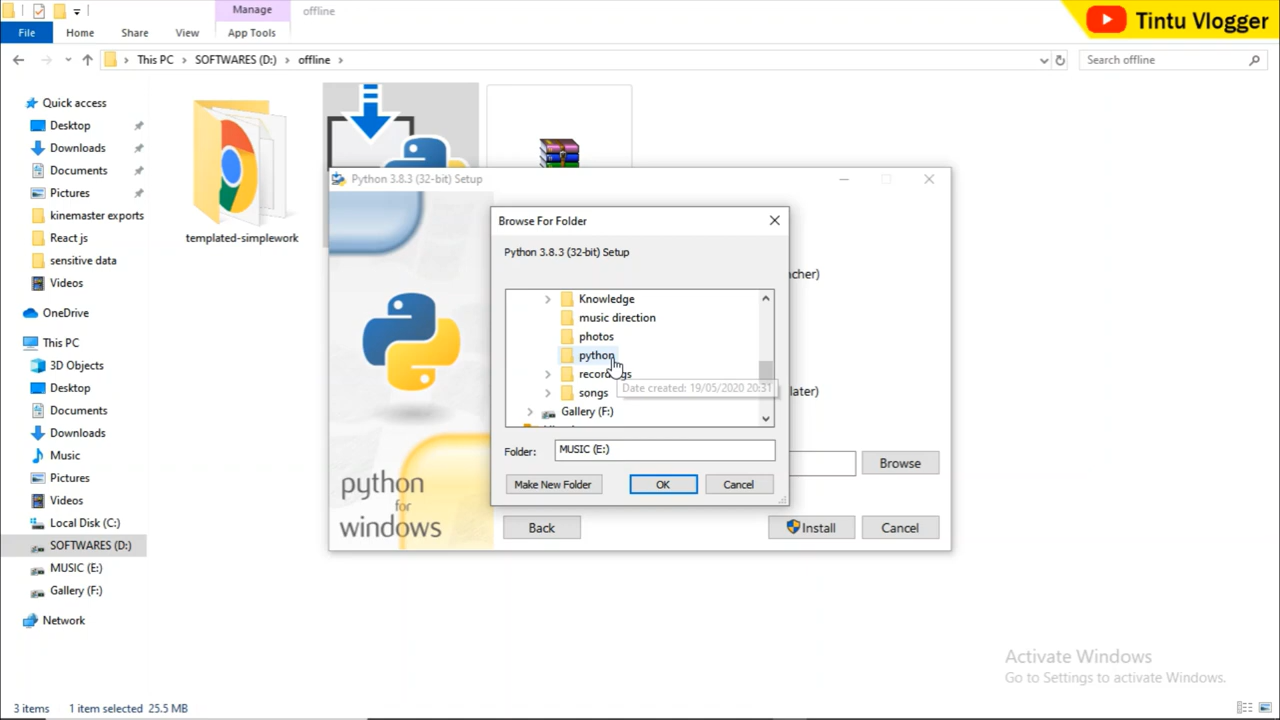 Manage
offline
File
Home
Share
View
App Tools
Tintu Vlogger
This PC
SOFTWARES (D:)
offline
Search offline
Quick access
Desktop
Downloads
Documents
Pictures
kinemaster exports
React js
sensitive data
Videos
OneDrive
This PC
3D Objects
Desktop
Documents
Downloads
Music
Pictures
Videos
Local Disk (C:)
SOFTWARES (D:)
MUSIC (E:)
Gallery (F:)
Network
templated-simplework
Python 3.8.3 (32-bit) Setup
python
for
windows
Browse For Folder
Python 3.8.3 (32-bit) Setup
Knowledge
music direction
photos
python
recordings
songs
Date created: 19/05/2020 20:31
Gallery (F:)
Folder:
MUSIC (E:)
Make New Folder
OK
Cancel
cher)
later)
Browse
Back
Install
Cancel
Activate Windows
Go to Settings to activate Windows.
3 items
1 item selected 25.5 MB